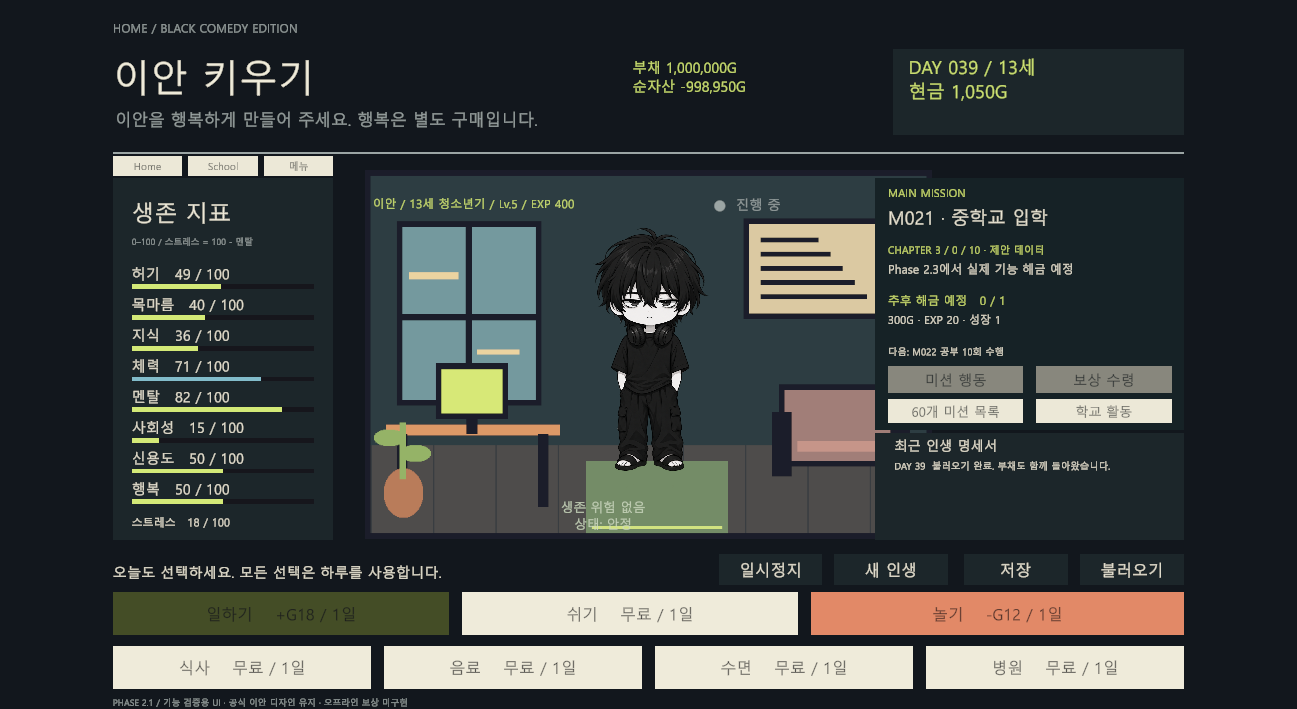 HOME / BLACK COMEDY EDITION
이안 키우기
이안을 행복하게 만들어 주세요. 행복은 별도 구매입니다.
부채 1,000,000G
순자산 -998,950G
DAY 039 / 13세
현금 1,050G
Home School 메뉴
생존 지표
0–100 / 스트레스 = 100 - 멘탈
허기 49 / 100
목마름 40 / 100
지식 36 / 100
체력 71 / 100
멘탈 82 / 100
사회성 15 / 100
신용도 50 / 100
행복 50 / 100
스트레스 18 / 100
이안 / 13세 청소년기 / Lv.5 / EXP 400
진행 중
생존 위험 없음
상태: 안정
MAIN MISSION
M021 · 중학교 입학
CHAPTER 3 / 0 / 10 · 제안 데이터
Phase 2.3에서 실제 기능 해금 예정
추후 해금 예정 0 / 1
300G · EXP 20 · 성장 1
다음: M022 공부 10회 수행
미션 행동 보상 수령
60개 미션 목록 학교 활동
최근 인생 명세서
DAY 39 불러오기 완료. 부채도 함께 돌아왔습니다.
오늘도 선택하세요. 모든 선택은 하루를 사용합니다.
일시정지 새 인생 저장 불러오기
일하기 +G18 / 1일 쉬기 무료 / 1일 놀기 -G12 / 1일
식사 무료 / 1일 음료 무료 / 1일 수면 무료 / 1일 병원 무료 / 1일
PHASE 2.1 / 기능 검증용 UI · 공식 이안 디자인 유지 · 오프라인 보상 미구현